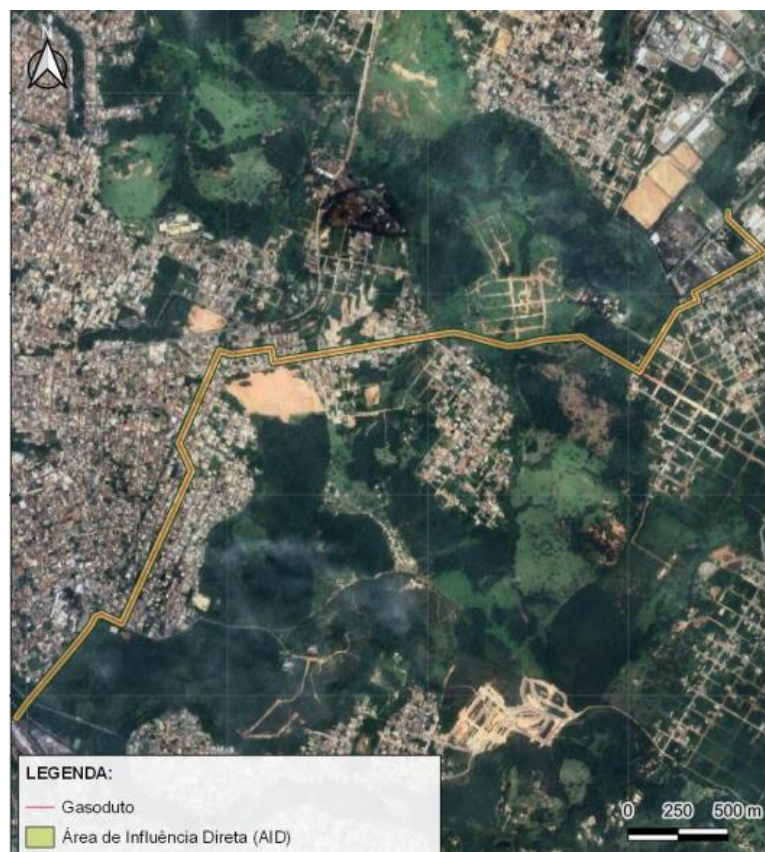 N
LEGENDA:
Gasoduto
Área de Influência Direta (AID)
0 250 500 m